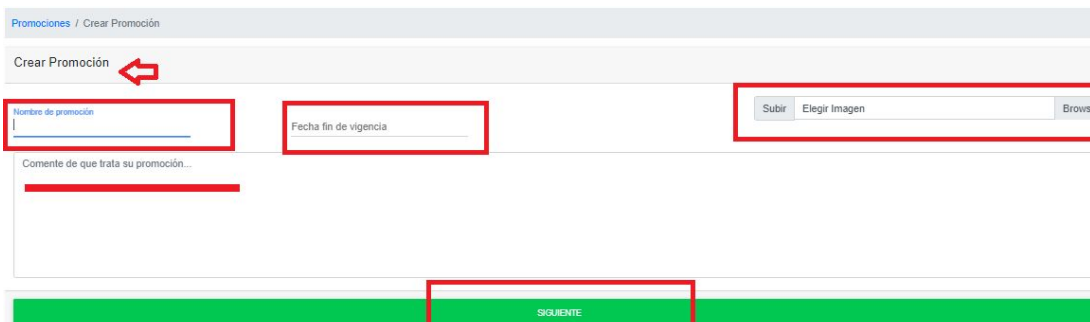 Promociones / Crear Promoción
Crear Promoción
Nombre de promoción
Fecha fin de vigencia
Subir Elegir Imagen Brows
Comente de que trata su promoción...
SIGUIENTE